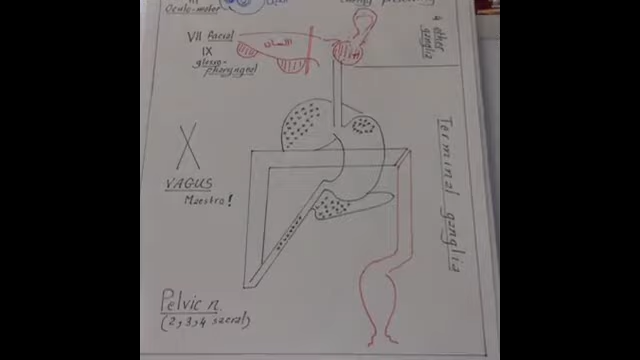 Oculo-motor
VII Facial
اللسان
IX
glosso-
pharyngeal
4 other
ganglia
X
VAGUS
Maestro!
Terminal ganglia
Pelvic n
(2,3,4 sacral)